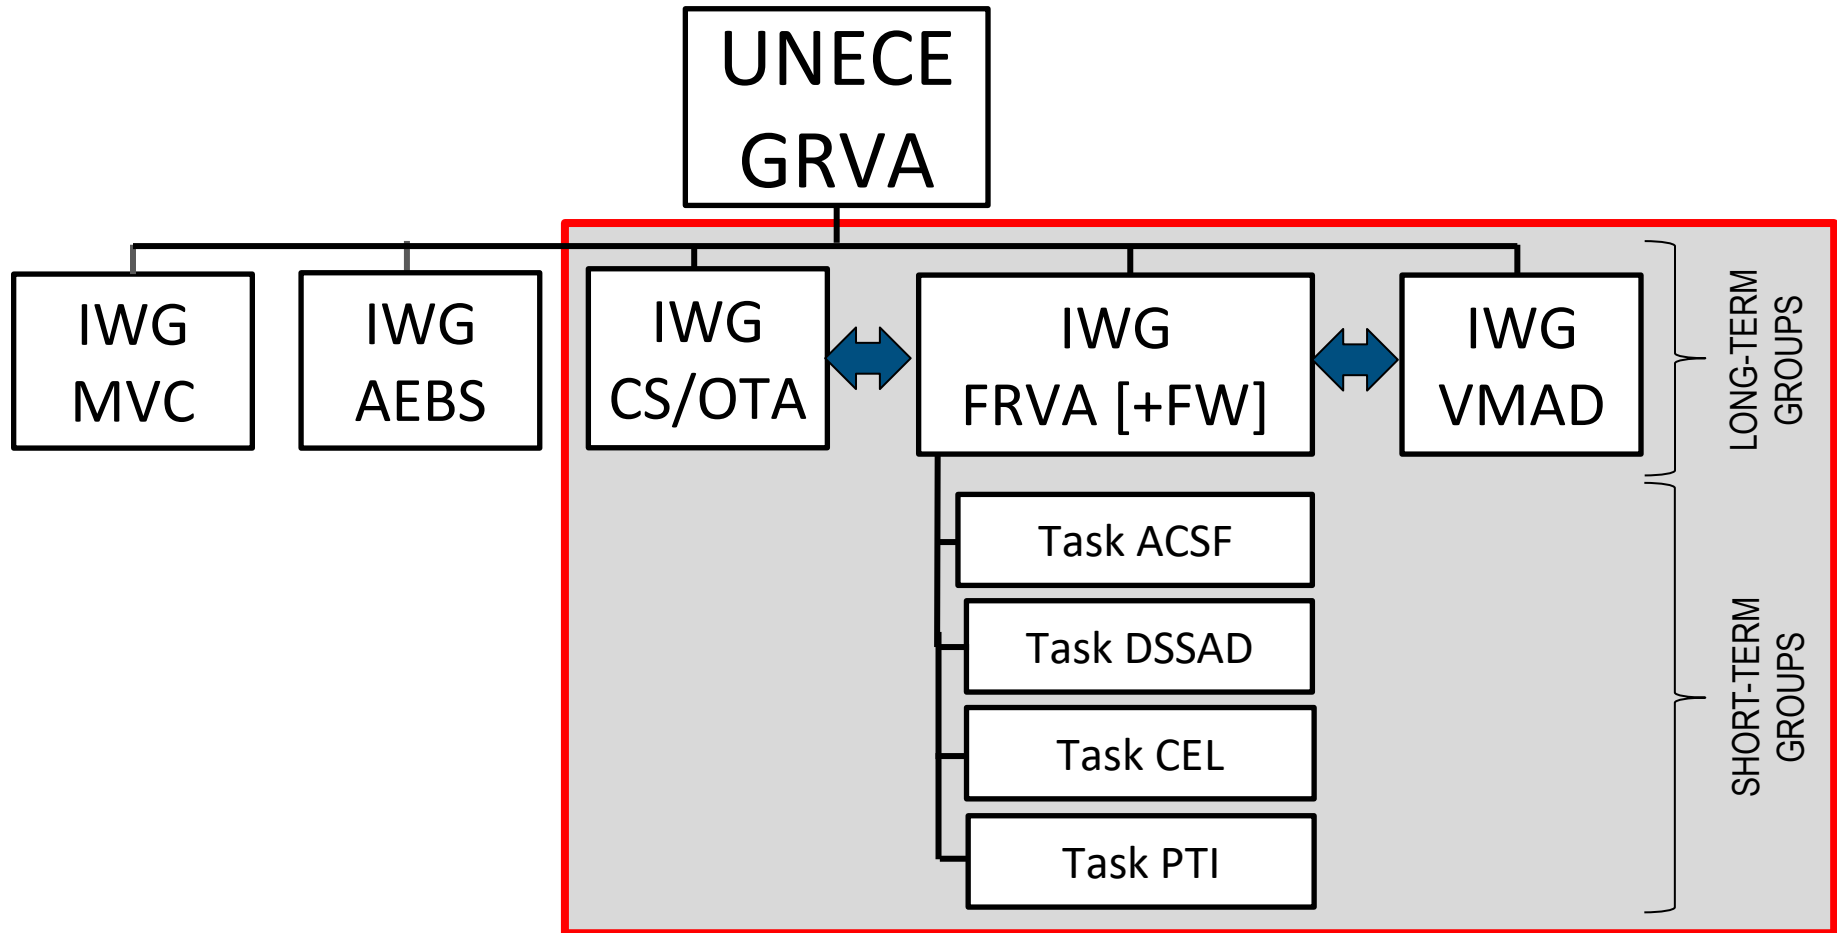 UNECE
GRVA
IWG
MVC
IWG
AEBS
IWG
CS/OTA
IWG
FRVA [+FW]
IWG
VMAD
LONG-TERM
GROUPS
Task ACSF
Task DSSAD
Task CEL
Task PTI
SHORT-TERM
GROUPS